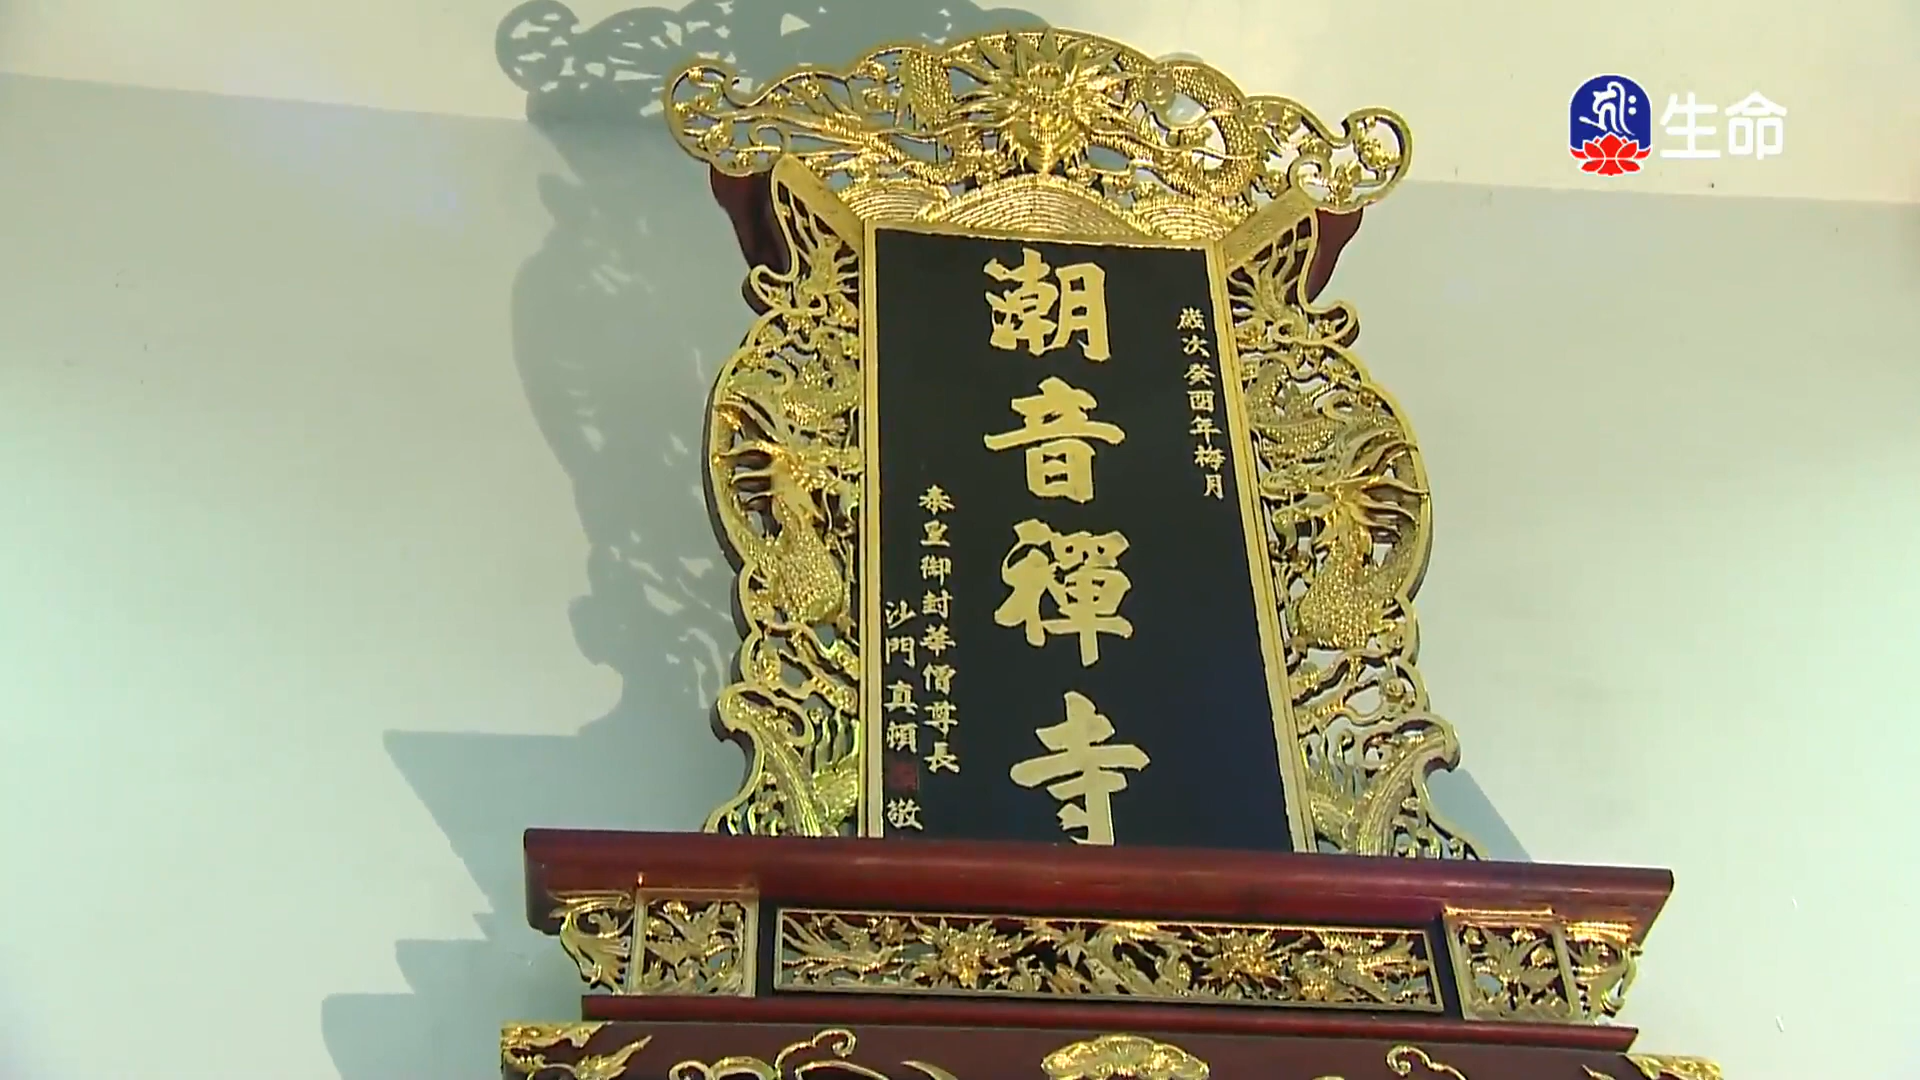 歲次癸酉年梅月
潮音禪寺
泰皇御封華僧尊長
沙門真頓
敬
生命